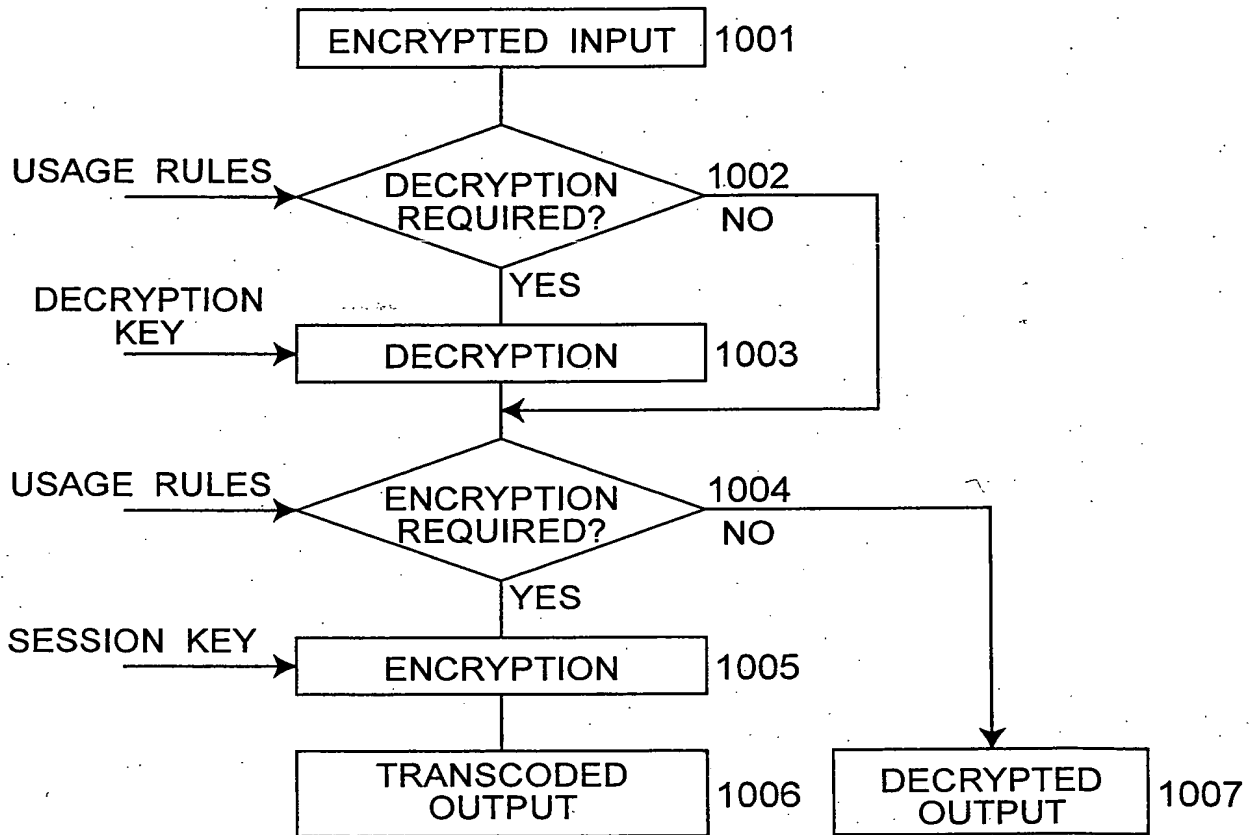 ENCRYPTED INPUT 1001
USAGE RULES
DECRYPTION
REQUIRED?
1002
NO
YES
DECRYPTION
KEY
DECRYPTION 1003
USAGE RULES
ENCRYPTION
REQUIRED?
1004
NO
YES
SESSION KEY
ENCRYPTION 1005
TRANSCODED
OUTPUT
1006
DECRYPTED
OUTPUT
1007